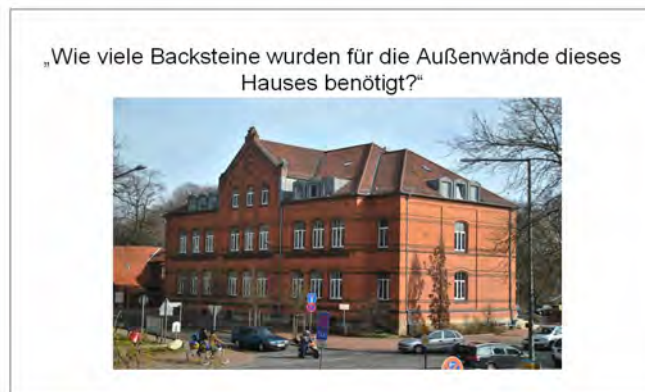 „Wie viele Backsteine wurden für die Außenwände dieses
Hauses benötigt?“